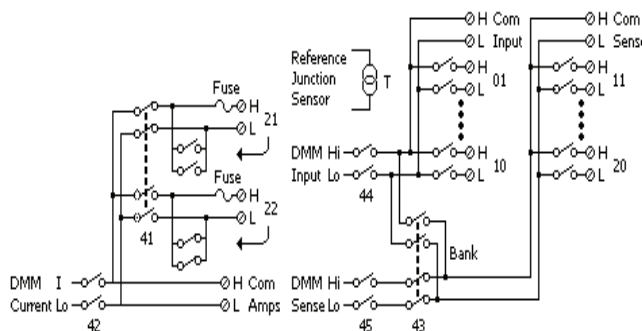 Fuse
H
21
L
Fuse
H
22
L
41
DMM I
Current Lo
42
H Com
L Amps
Reference
Junction
Sensor
T
H Com
L Input
H
01
L
H
10
L
DMM Hi
Input Lo
44
H Com
L Sense
H
11
L
H
20
L
Bank
DMM Hi
Sense Lo
45
43